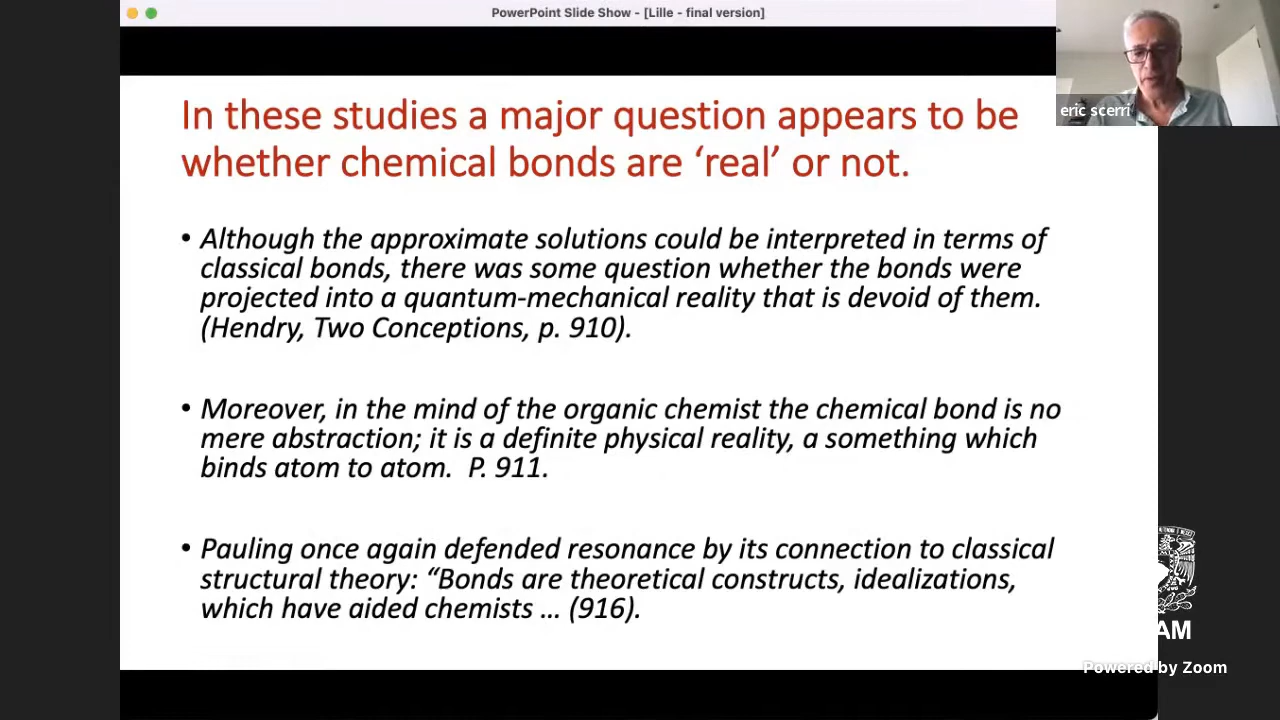 PowerPoint Slide Show - [Lille - final version]
eric scerri
In these studies a major question appears to be
whether chemical bonds are ‘real’ or not.
• Although the approximate solutions could be interpreted in terms of
classical bonds, there was some question whether the bonds were
projected into a quantum-mechanical reality that is devoid of them.
(Hendry, Two Conceptions, p. 910).
• Moreover, in the mind of the organic chemist the chemical bond is no
mere abstraction; it is a definite physical reality, a something which
binds atom to atom.  P. 911.
• Pauling once again defended resonance by its connection to classical
structural theory: “Bonds are theoretical constructs, idealizations,
which have aided chemists … (916).
AM
Powered by Zoom